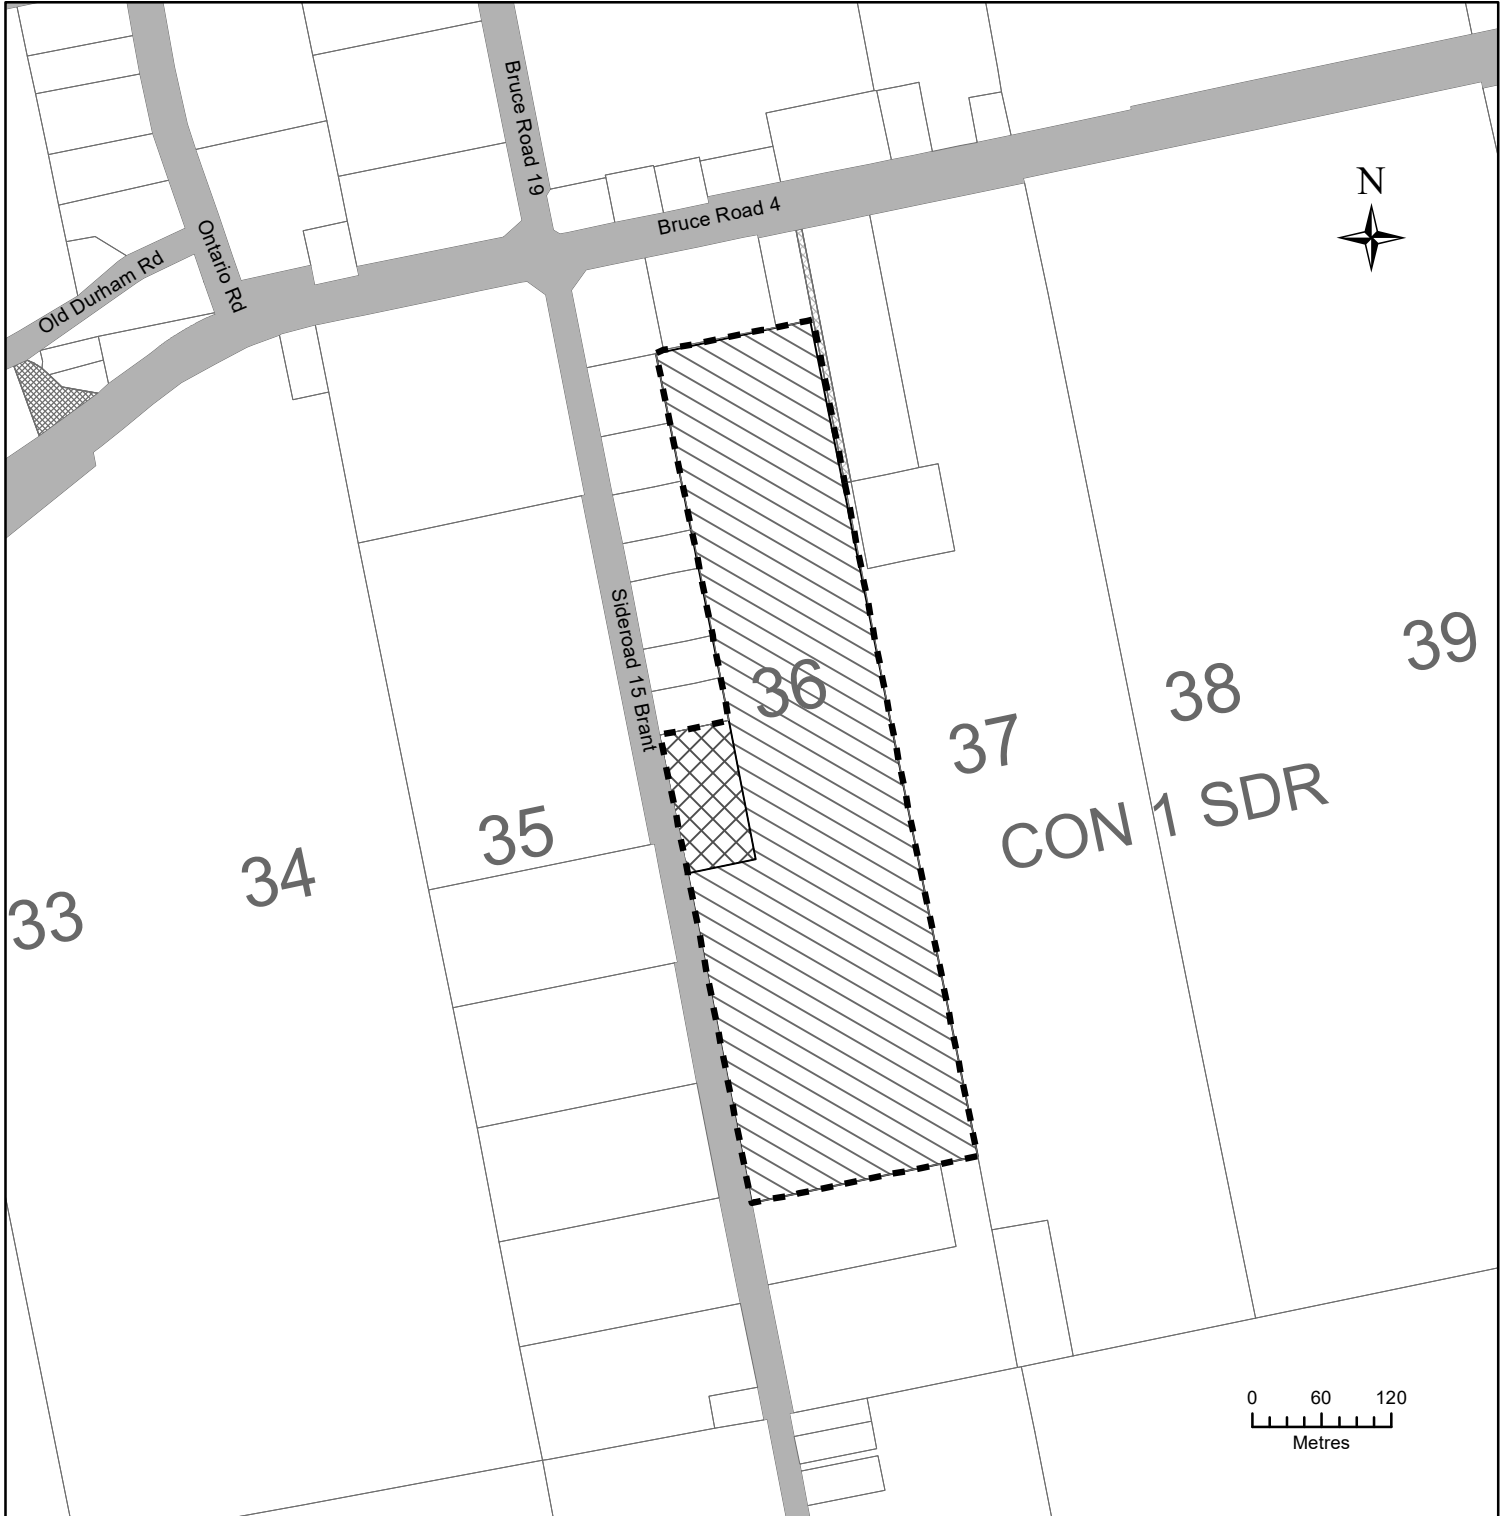 Bruce Road 19
N
Bruce Road 4
Ontario Rd
Old Durham Rd
Sideroad 15 Brant
39
36
38
37
CON 1 SDR
35
34
33
0 60 120
Metres